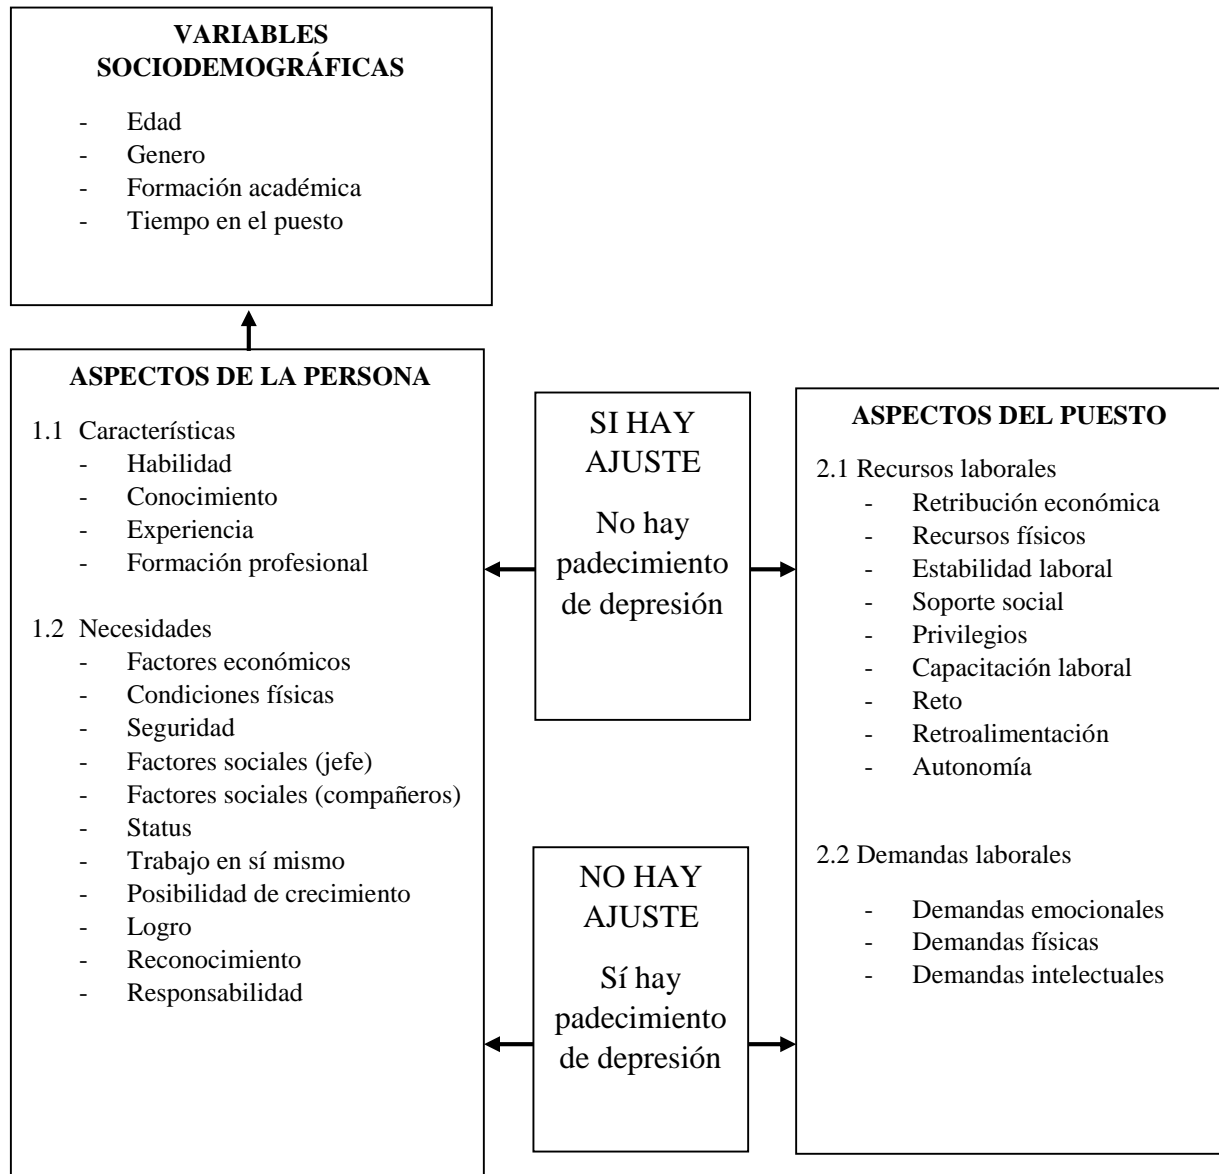 VARIABLES
SOCIODEMOGRÁFICAS
- Edad
- Genero
- Formación académica
- Tiempo en el puesto
ASPECTOS DE LA PERSONA
1.1 Características
- Habilidad
- Conocimiento
- Experiencia
- Formación profesional
1.2 Necesidades
- Factores económicos
- Condiciones físicas
- Seguridad
- Factores sociales (jefe)
- Factores sociales (compañeros)
- Status
- Trabajo en sí mismo
- Posibilidad de crecimiento
- Logro
- Reconocimiento
- Responsabilidad
SI HAY
AJUSTE
No hay
padecimiento
de depresión
NO HAY
AJUSTE
Sí hay
padecimiento
de depresión
ASPECTOS DEL PUESTO
2.1 Recursos laborales
- Retribución económica
- Recursos físicos
- Estabilidad laboral
- Soporte social
- Privilegios
- Capacitación laboral
- Reto
- Retroalimentación
- Autonomía
2.2 Demandas laborales
- Demandas emocionales
- Demandas físicas
- Demandas intelectuales